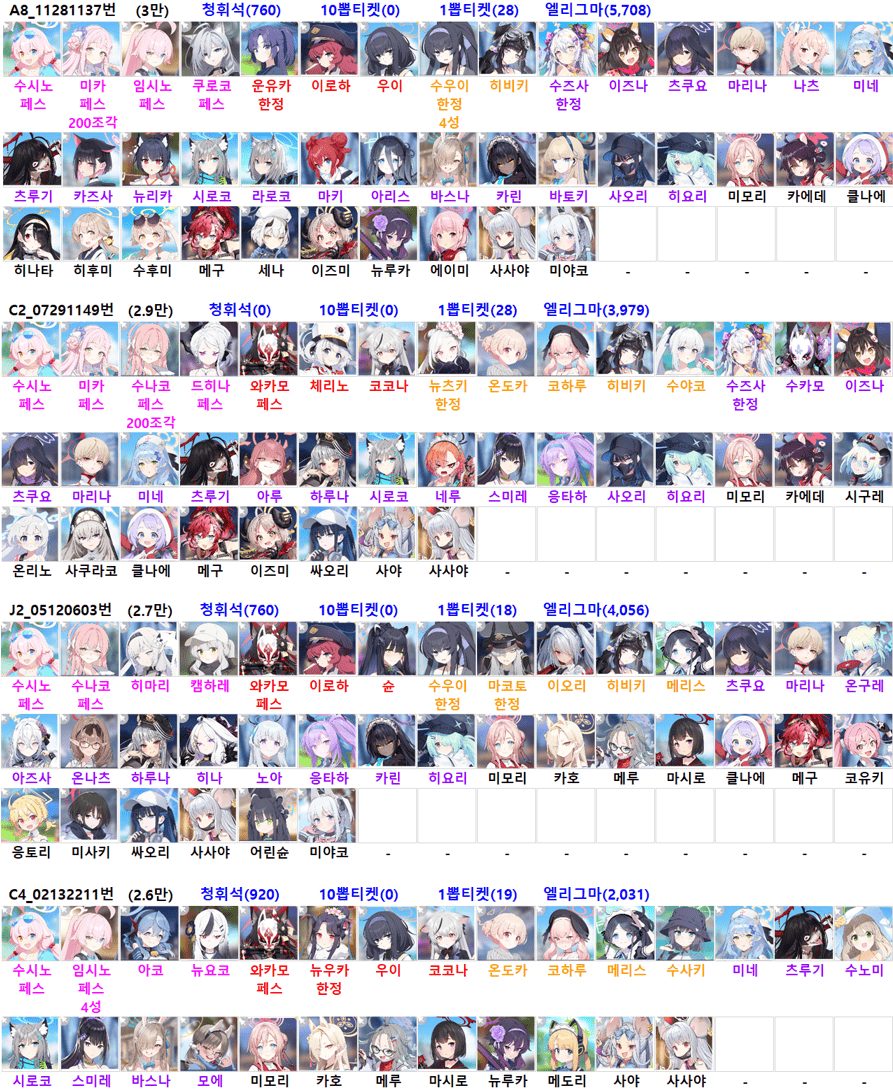 A8_11281137번 (3만) 청휘석(760) 10뽑티켓(0) 1뽑티켓(28) 엘리그마(5,708)
수시노 미카 임시노 쿠로코 운유카 이로하 우이 수우이 히비키 수즈사 이즈나 츠쿠요 마리나 나츠 미네
페스 페스 페스 페스 한정 한정 한정
200조각 4성
츠루기 카즈사 뉴리카 시로코 라로코 마키 아리스 바스나 카린 바토키 사오리 히요리 미모리 카에데 클나에
히나타 히후미 수후미 메구 세나 이즈미 뉴루카 에이미 사사야 미야코 - - - - -
C2_07291149번 (2.9만) 청휘석(0) 10뽑티켓(0) 1뽑티켓(28) 엘리그마(3,979)
수시노 미카 수나코 드히나 와카모 체리노 코코나 뉴츠키 온도카 코하루 히비키 수야코 수즈사 수카모 이즈나
페스 페스 페스 페스 페스 한정 한정
200조각
츠쿠요 마리나 미네 츠루기 아루 하루나 시로코 네루 스미레 응타하 사오리 히요리 미모리 카에데 시구레
온리노 사쿠라코 클나에 메구 이즈미 싸오리 사야 사사야 - - - - - - -
J2_05120603번 (2.7만) 청휘석(760) 10뽑티켓(0) 1뽑티켓(18) 엘리그마(4,056)
수시노 수나코 히마리 캠하레 와카모 이로하 슌 수우이 마코토 이오리 히비키 메리스 츠쿠요 마리나 온구레
페스 페스 페스 한정 한정
아즈사 온나츠 하루나 히나 노아 응타하 카린 히요리 미모리 카호 메루 마시로 클나에 메구 코유키
응토리 미사키 싸오리 사사야 어린슌 미야코 - - - - - - - - -
C4_02132211번 (2.6만) 청휘석(920) 10뽑티켓(0) 1뽑티켓(19) 엘리그마(2,031)
수시노 임시노 아코 뉴요코 와카모 뉴우카 우이 코코나 온도카 코하루 메리스 수사키 미네 츠루기 수노미
페스 페스 페스 한정
4성
시로코 스미레 바스나 모에 미모리 카호 메루 마시로 뉴루카 메도리 사야 사사야 - - -